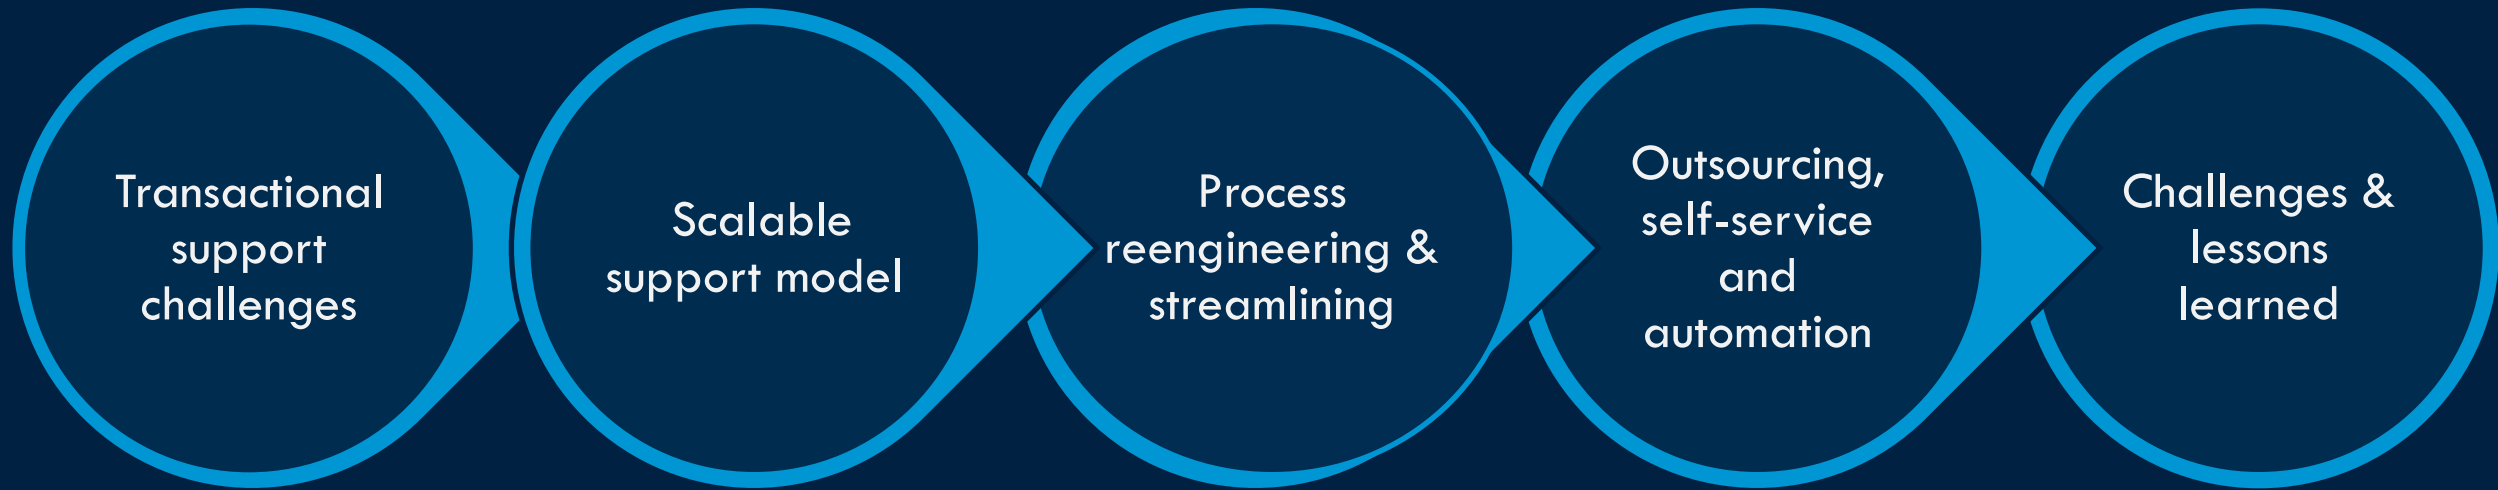 Transactional
support
challenges
Scalable
support model
Process
reengineering &
streamlining
Outsourcing,
self-service
and
automation
Challenges &
lessons
learned